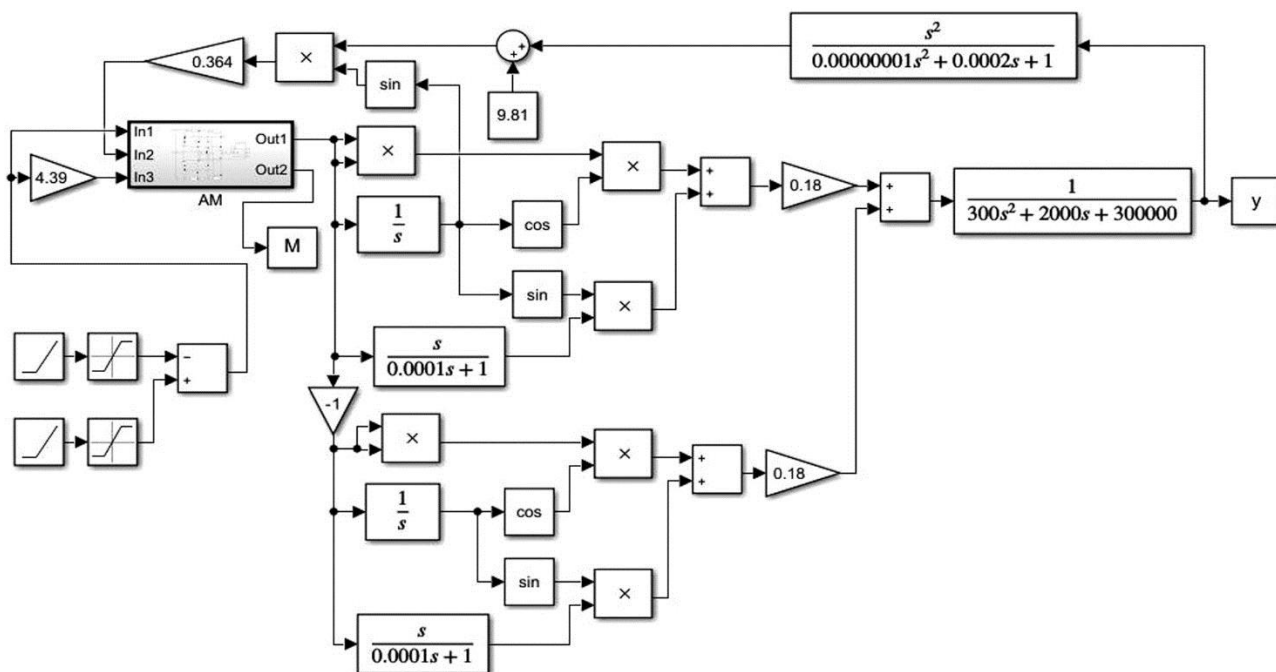 s²
0.00000001s² + 0.0002s + 1
0.364
×
+
+
sin
9.81
In1
In2
In3
Out1
Out2
AM
4.39
×
×
+
+
0.18
+
+
1
300s² + 2000s + 300000
y
M
1
s
cos
sin
×
−
+
s
0.0001s + 1
-1
×
×
+
+
0.18
1
s
cos
sin
×
s
0.0001s + 1